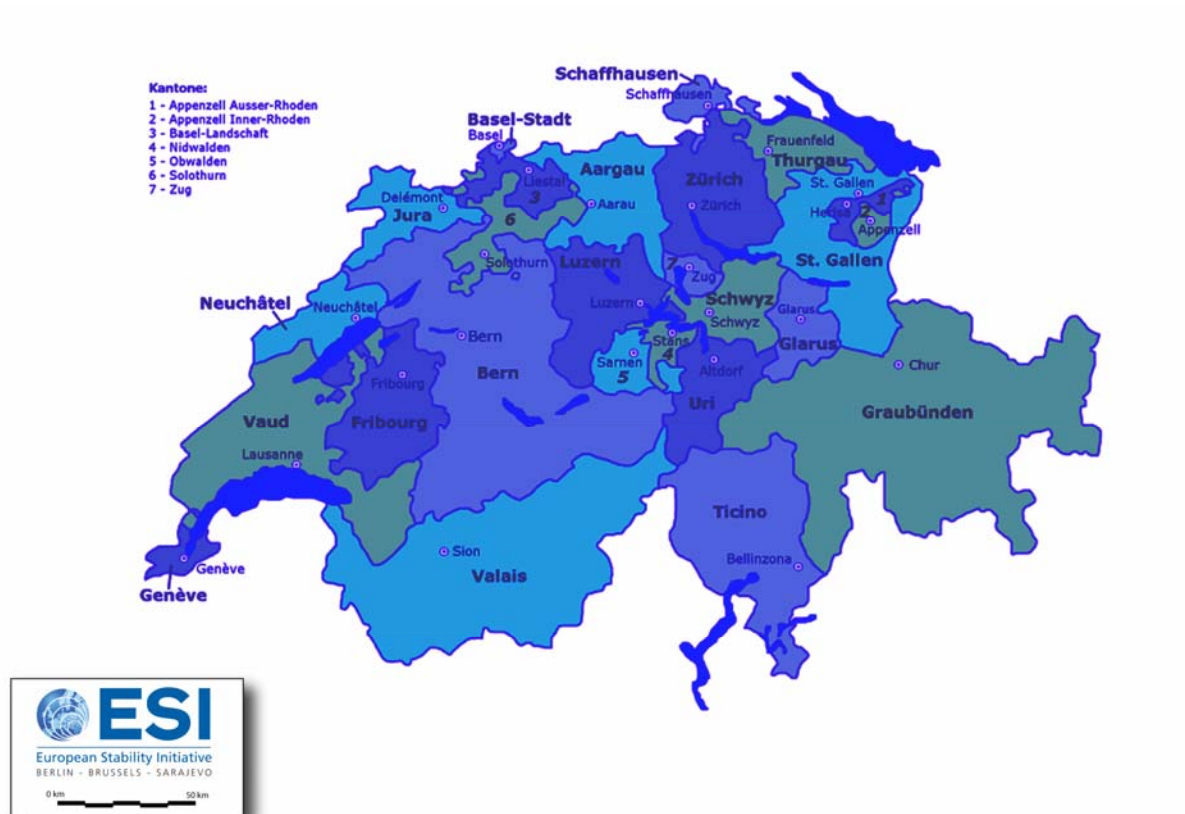 Kantone:
1 - Appenzell Ausser-Rhoden
2 - Appenzell Inner-Rhoden
3 - Basel-Landschaft
4 - Nidwalden
5 - Obwalden
6 - Solothurn
7 - Zug
Schaffhausen
Schaffhausen
Basel-Stadt
Basel
Frauenfeld
Thurgau
Aargau
Zürich
Liestal
3
St. Gallen
1
Delémont
Jura
Aarau
Zürich
Herisa
2
6
Appenzell
Solothurn
Luzern
7
Zug
St. Gallen
Neuchâtel
Neuchâtel
Luzern
Schwyz
Schwyz
Glarus
Bern
Stans
4
Glarus
Sarnen
5
Altdorf
Chur
Bern
Fribourg
Uri
Graubünden
Vaud
Fribourg
Lausanne
Ticino
Sion
Bellinzona
Genève
Valais
Genève
ESI
European Stability Initiative
BERLIN - BRUSSELS - SARAJEVO
0 km 50 km